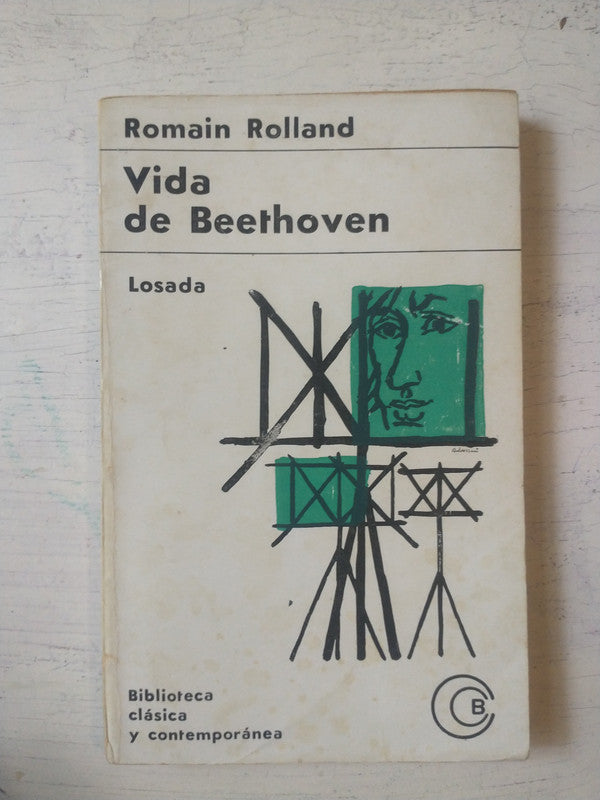 Romain Rolland
Vida
de Beethoven
Losada
Biblioteca
clásica
y contemporánea
B